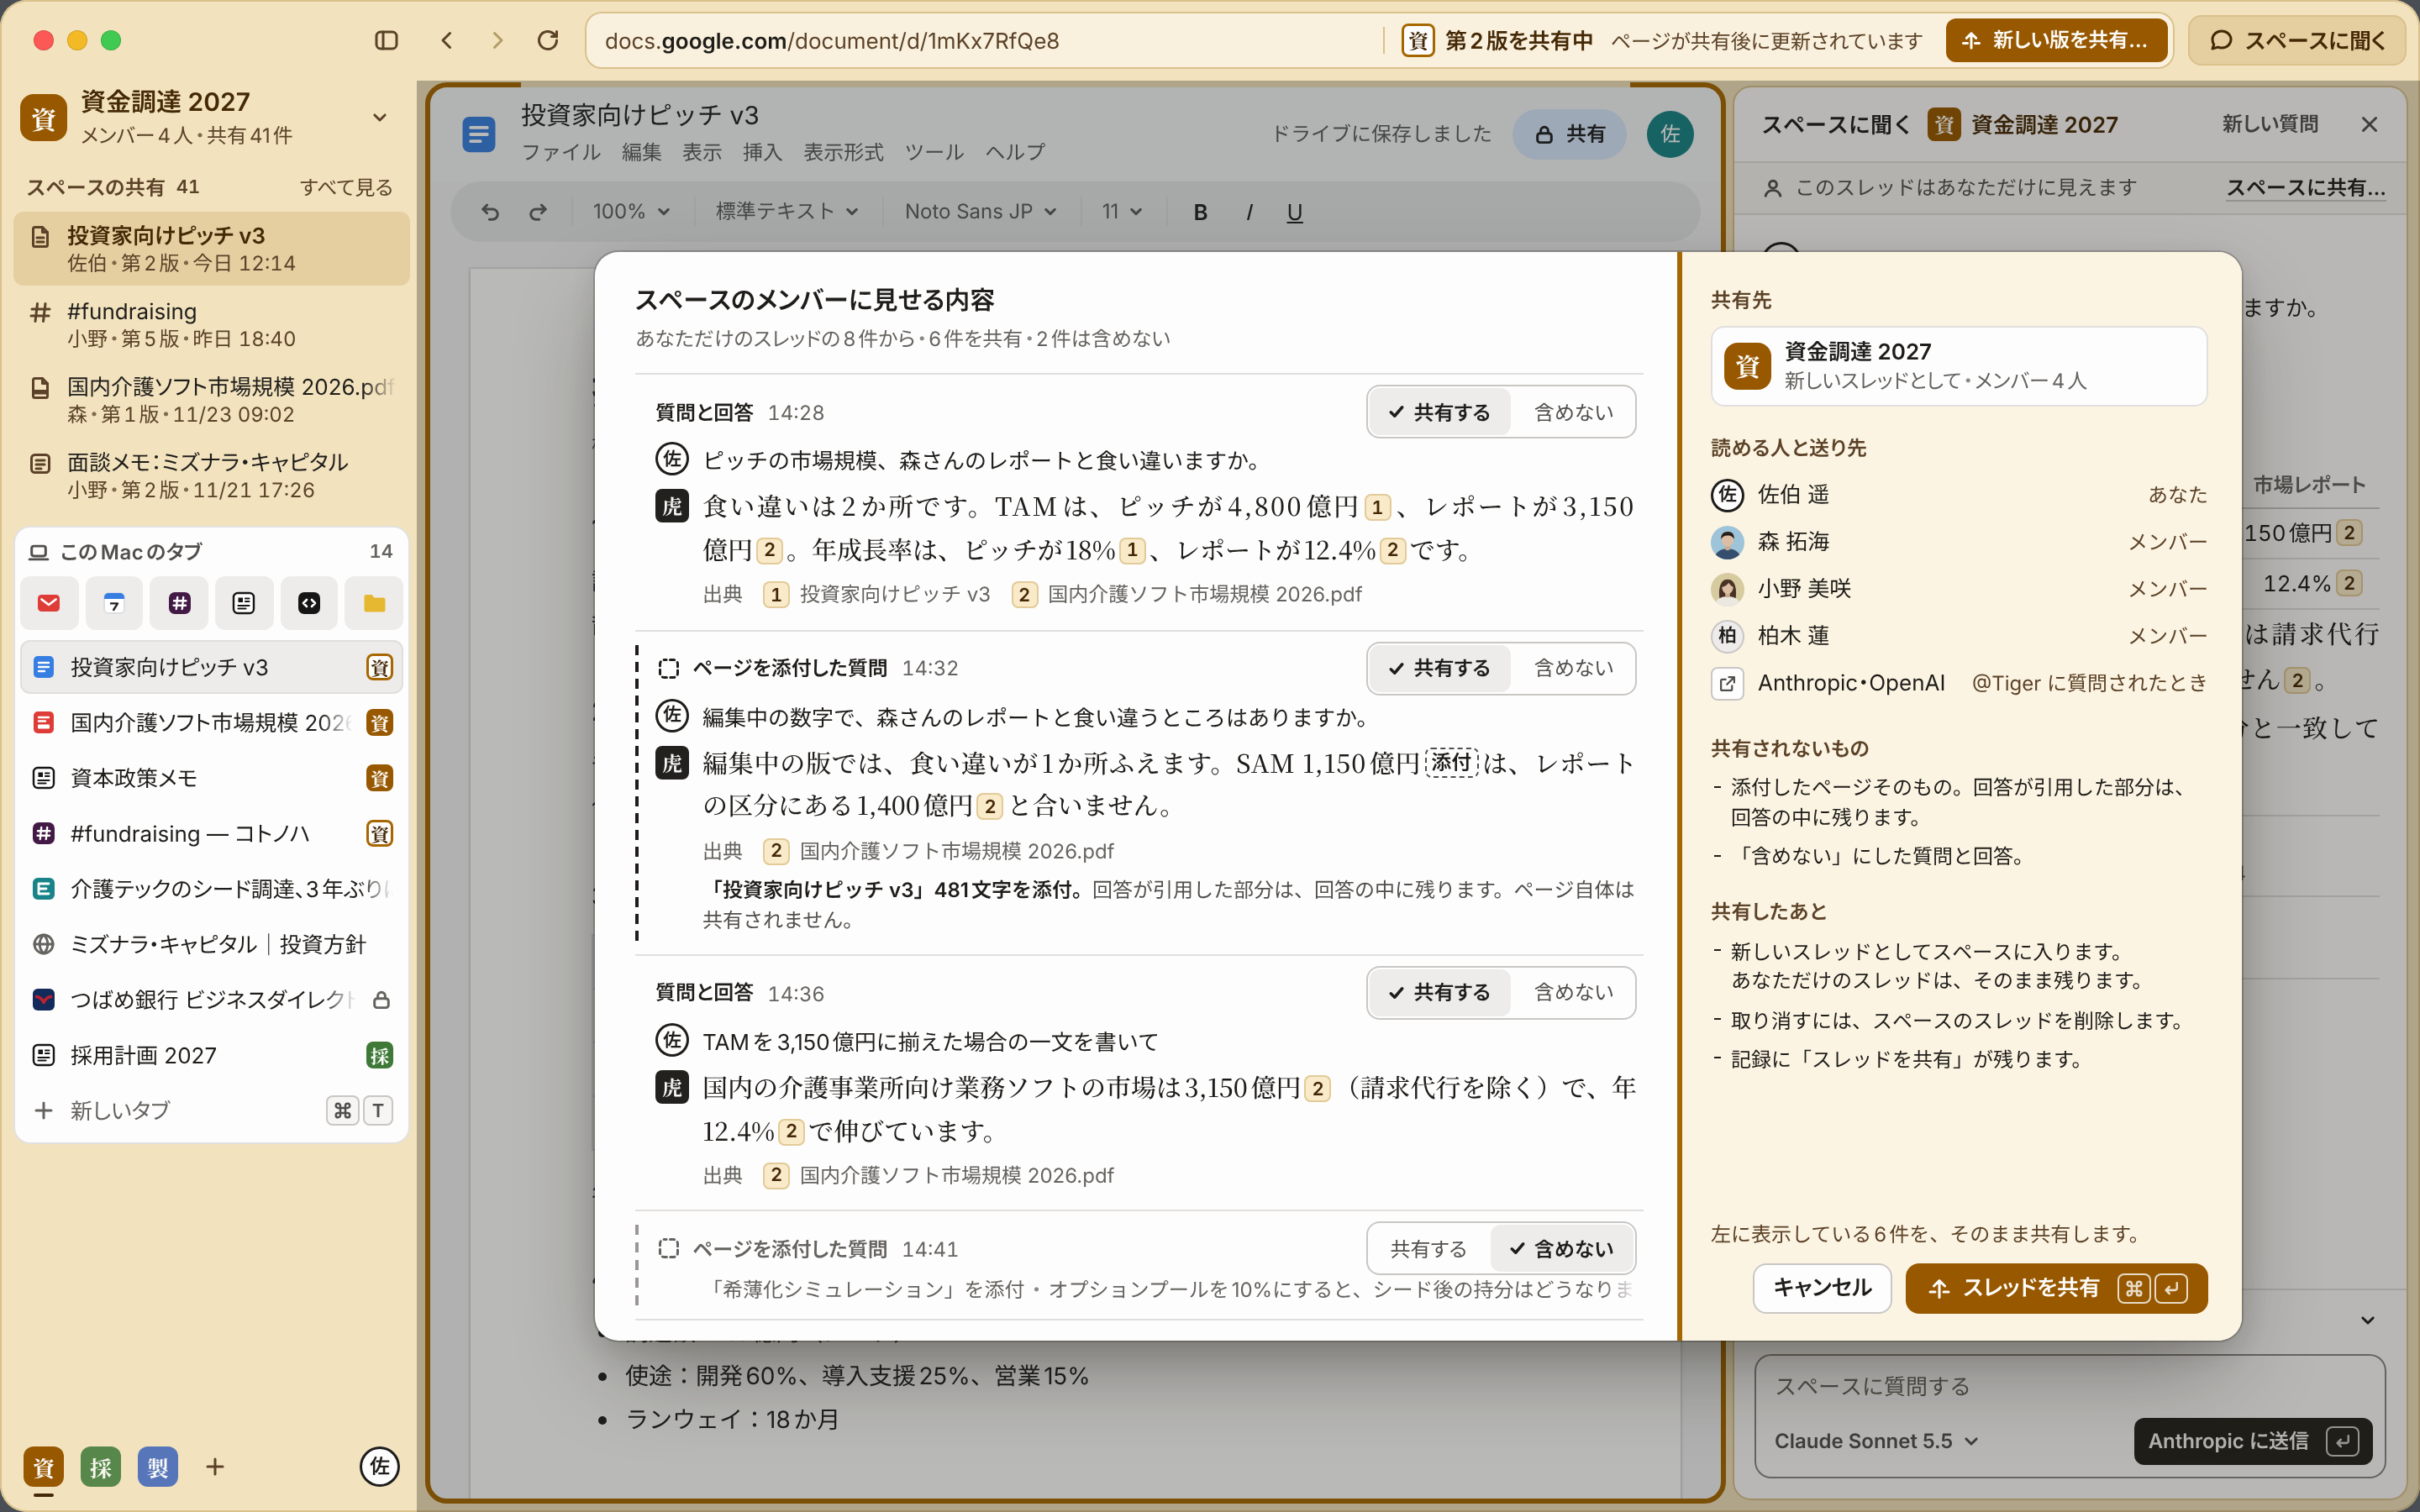 docs.google.com/document/d/1mKx7RfQe8
資 第2版を共有中 ページが共有後に更新されています
新しい版を共有…
スペースに聞く
資 資金調達 2027
メンバー4人・共有41件
スペースの共有 41 すべて見る
投資家向けピッチ v3
佐伯・第2版・今日 12:14
#fundraising
小野・第5版・昨日 18:40
国内介護ソフト市場規模 2026.pdf
森・第1版・11/23 09:02
面談メモ：ミズナラ・キャピタル
小野・第2版・11/21 17:26
このMacのタブ 14
7
投資家向けピッチ v3 資
国内介護ソフト市場規模 202 資
資本政策メモ 資
#fundraising — コトノハ 資
介護テックのシード調達、3年ぶり
ミズナラ・キャピタル｜投資方針
つばめ銀行 ビジネスダイレク
採用計画 2027 採
新しいタブ ⌘ T
資 採 製 + 佐
投資家向けピッチ v3
ファイル 編集 表示 挿入 表示形式 ツール ヘルプ
ドライブに保存しました
共有
佐
100% 標準テキスト Noto Sans JP 11 B I U
使途：開発60%、導入支援25%、営業15%
ランウェイ：18か月
スペースに聞く 資 資金調達 2027 新しい質問
このスレッドはあなただけに見えます スペースに共有…
ますか。
市場レポート
150億円 2
12.4% 2
は請求代行
せん 2 。
と一致して
スペースに質問する
Claude Sonnet 5.5
Anthropic に送信
スペースのメンバーに見せる内容
あなただけのスレッドの8件から・6件を共有・2件は含めない
質問と回答 14:28 共有する 含めない
佐 ピッチの市場規模、森さんのレポートと食い違いますか。
虎 食い違いは2か所です。TAMは、ピッチが4,800億円 1 、レポートが3,150
億円 2 。年成長率は、ピッチが18% 1 、レポートが12.4% 2 です。
出典 1 投資家向けピッチ v3 2 国内介護ソフト市場規模 2026.pdf
ページを添付した質問 14:32 共有する 含めない
佐 編集中の数字で、森さんのレポートと食い違うところはありますか。
虎 編集中の版では、食い違いが1か所ふえます。SAM 1,150億円 添付 は、レポート
の区分にある1,400億円 2 と合いません。
出典 2 国内介護ソフト市場規模 2026.pdf
「投資家向けピッチ v3」481文字を添付。回答が引用した部分は、回答の中に残ります。ページ自体は
共有されません。
質問と回答 14:36 共有する 含めない
佐 TAMを3,150億円に揃えた場合の一文を書いて
虎 国内の介護事業所向け業務ソフトの市場は3,150億円 2 （請求代行を除く）で、年
12.4% 2 で伸びています。
出典 2 国内介護ソフト市場規模 2026.pdf
ページを添付した質問 14:41 共有する 含めない
「希薄化シミュレーション」を添付・オプションプールを10%にすると、シード後の持分はどうなりま
共有先
資 資金調達 2027
新しいスレッドとして・メンバー4人
読める人と送り先
佐 佐伯 遥 あなた
森 拓海 メンバー
小野 美咲 メンバー
柏 柏木 蓮 メンバー
Anthropic・OpenAI @Tiger に質問されたとき
共有されないもの
- 添付したページそのもの。回答が引用した部分は、
回答の中に残ります。
- 「含めない」にした質問と回答。
共有したあと
- 新しいスレッドとしてスペースに入ります。
あなただけのスレッドは、そのまま残ります。
- 取り消すには、スペースのスレッドを削除します。
- 記録に「スレッドを共有」が残ります。
左に表示している6件を、そのまま共有します。
キャンセル スレッドを共有 ⌘